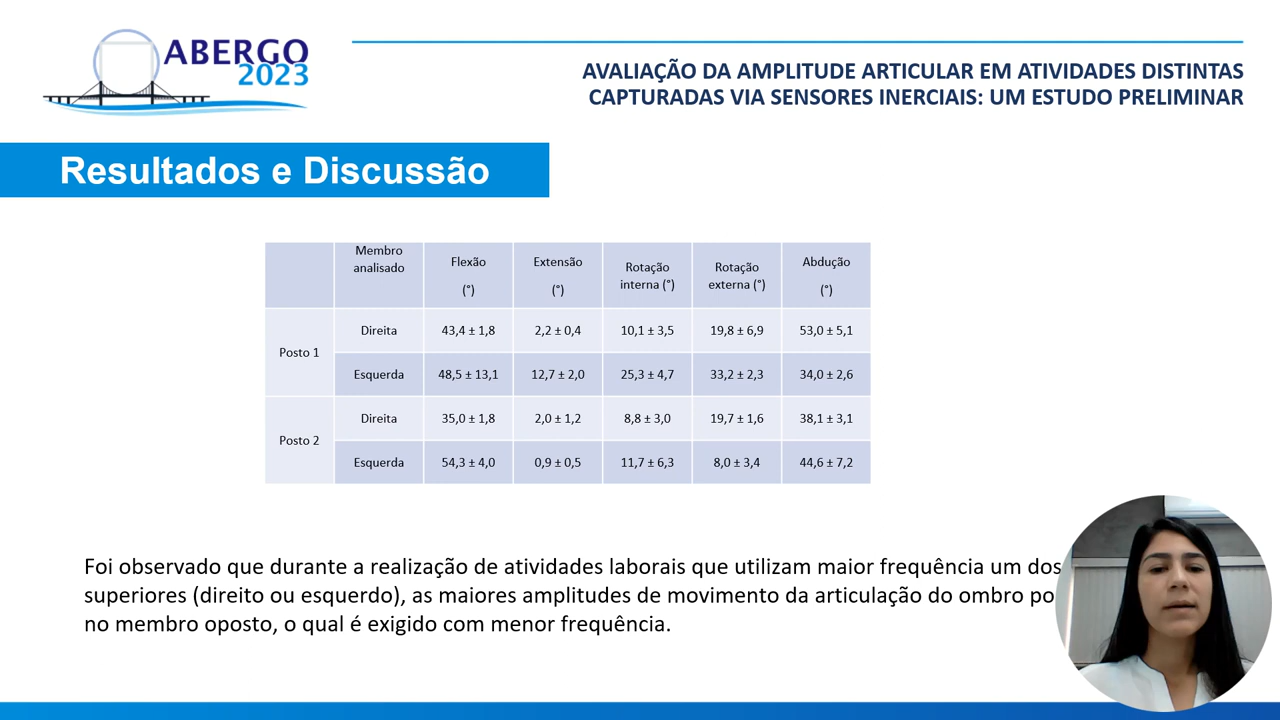 ABERGO
2023
AVALIAÇÃO DA AMPLITUDE ARTICULAR EM ATIVIDADES DISTINTAS
CAPTURADAS VIA SENSORES INERCIAIS: UM ESTUDO PRELIMINAR
Resultados e Discussão
Membro analisado Flexão (°) Extensão (°) Rotação interna (°) Rotação externa (°) Abdução (°)
Posto 1
Direita 43,4 ± 1,8 2,2 ± 0,4 10,1 ± 3,5 19,8 ± 6,9 53,0 ± 5,1
Esquerda 48,5 ± 13,1 12,7 ± 2,0 25,3 ± 4,7 33,2 ± 2,3 34,0 ± 2,6
Posto 2
Direita 35,0 ± 1,8 2,0 ± 1,2 8,8 ± 3,0 19,7 ± 1,6 38,1 ± 3,1
Esquerda 54,3 ± 4,0 0,9 ± 0,5 11,7 ± 6,3 8,0 ± 3,4 44,6 ± 7,2
Foi observado que durante a realização de atividades laborais que utilizam maior frequência um dos
superiores (direito ou esquerdo), as maiores amplitudes de movimento da articulação do ombro
no membro oposto, o qual é exigido com menor frequência.